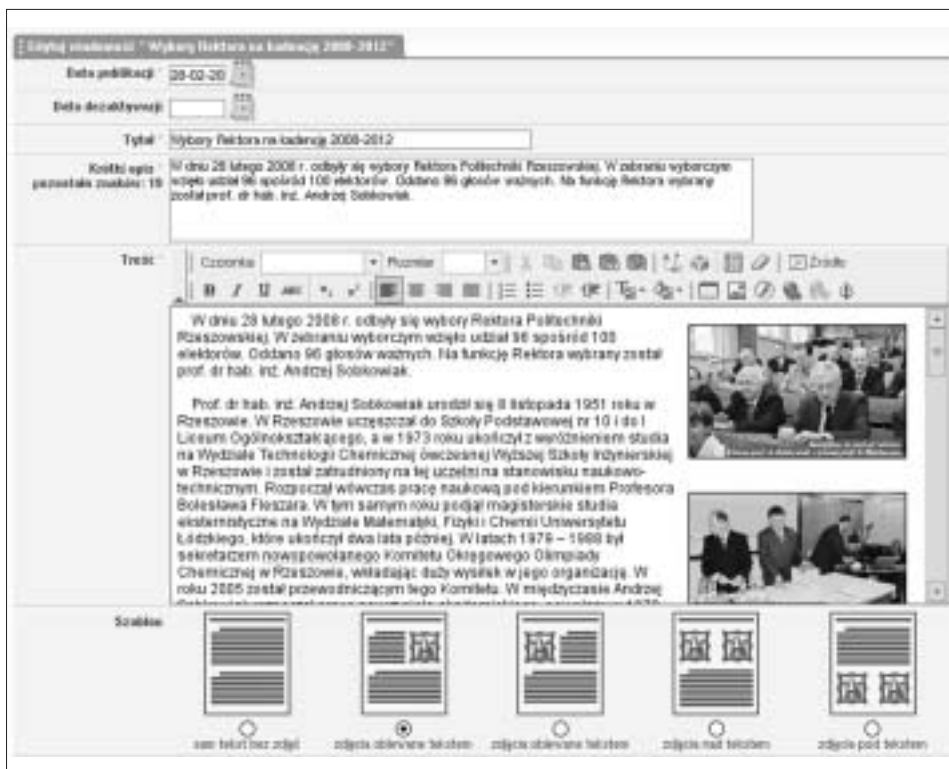 Edytuj wiadomość "Wybory Rektora na kadencję 2008-2012"
Data publikacji * 28-02-20
Data dezaktywacji
Tytuł * Wybory Rektora na kadencję 2008-2012
Krótki opis *
pozostało znaków: 19
W dniu 28 lutego 2008 r. odbyły się wybory Rektora Politechniki Rzeszowskiej. W zebraniu wyborczym
wzięło udział 96 spośród 100 elektorów. Oddano 96 głosów ważnych. Na funkcję Rektora wybrany
został prof. dr hab. inż. Andrzej Sobkowiak.
Treść *
Czcionka Rozmiar Źródło
W dniu 28 lutego 2008 r. odbyły się wybory Rektora Politechniki
Rzeszowskiej. W zebraniu wyborczym wzięło udział 96 spośród 100
elektorów. Oddano 96 głosów ważnych. Na funkcję Rektora wybrany został
prof. dr hab. inż. Andrzej Sobkowiak.
Prof. dr hab. inż. Andrzej Sobkowiak urodził się 8 listopada 1951 roku w
Rzeszowie. W Rzeszowie uczęszczał do Szkoły Podstawowej nr 10 i do I
Liceum Ogólnokształcącego, a w 1973 roku ukończył z wyróżnieniem studia
na Wydziale Technologii Chemicznej ówczesnej Wyższej Szkoły Inżynierskiej
w Rzeszowie i został zatrudniony na tej uczelni na stanowisku naukowo-
technicznym. Rozpoczął wówczas pracę naukową pod kierunkiem Profesora
Bolesława Fleszara. W tym samym roku podjął magisterskie studia
eksternistyczne na Wydziale Matematyki, Fizyki i Chemii Uniwersytetu
Łódzkiego, które ukończył dwa lata później. W latach 1979 – 1988 był
sekretarzem nowopowołanego Komitetu Okręgowego Olimpiady
Chemicznej w Rzeszowie, wkładając duży wysiłek w jego organizację. W
roku 2005 został przewodniczącym tego Komitetu. W międzyczasie Andrzej
Szablon
sam tekst bez zdjęć
zdjęcia oblewane tekstem
zdjęcia oblewane tekstem
zdjęcia nad tekstem
zdjęcia pod tekstem